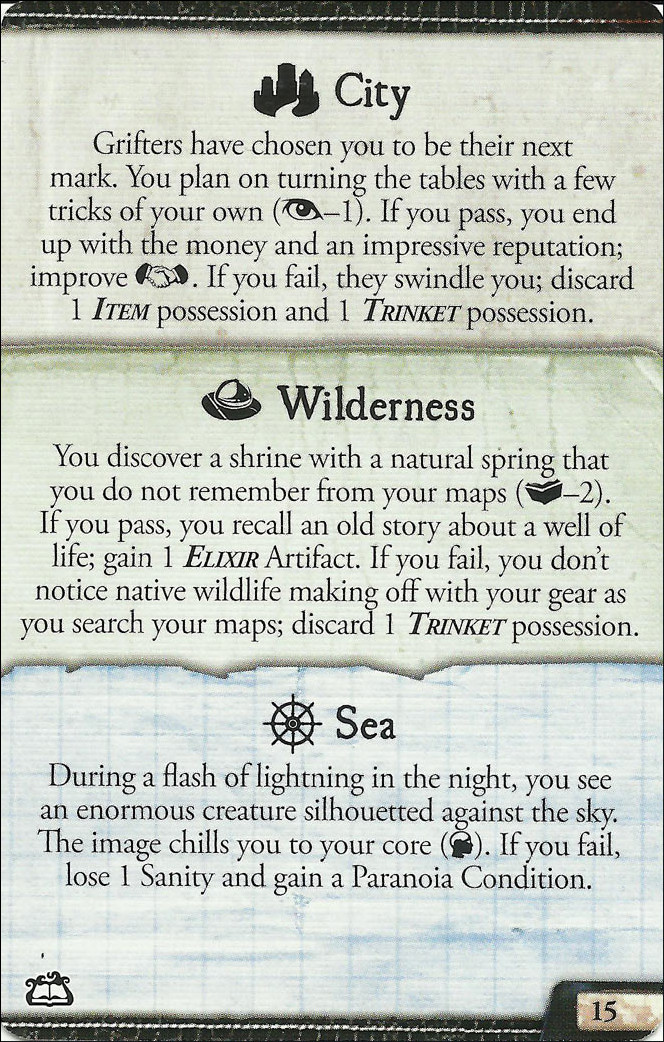 City
Grifters have chosen you to be their next
mark. You plan on turning the tables with a few
tricks of your own (–1). If you pass, you end
up with the money and an impressive reputation;
improve . If you fail, they swindle you; discard
1 ITEM possession and 1 TRINKET possession.
Wilderness
You discover a shrine with a natural spring that
you do not remember from your maps (–2).
If you pass, you recall an old story about a well of
life; gain 1 ELIXIR Artifact. If you fail, you don't
notice native wildlife making off with your gear as
you search your maps; discard 1 TRINKET possession.
Sea
During a flash of lightning in the night, you see
an enormous creature silhouetted against the sky.
The image chills you to your core (). If you fail,
lose 1 Sanity and gain a Paranoia Condition.
15